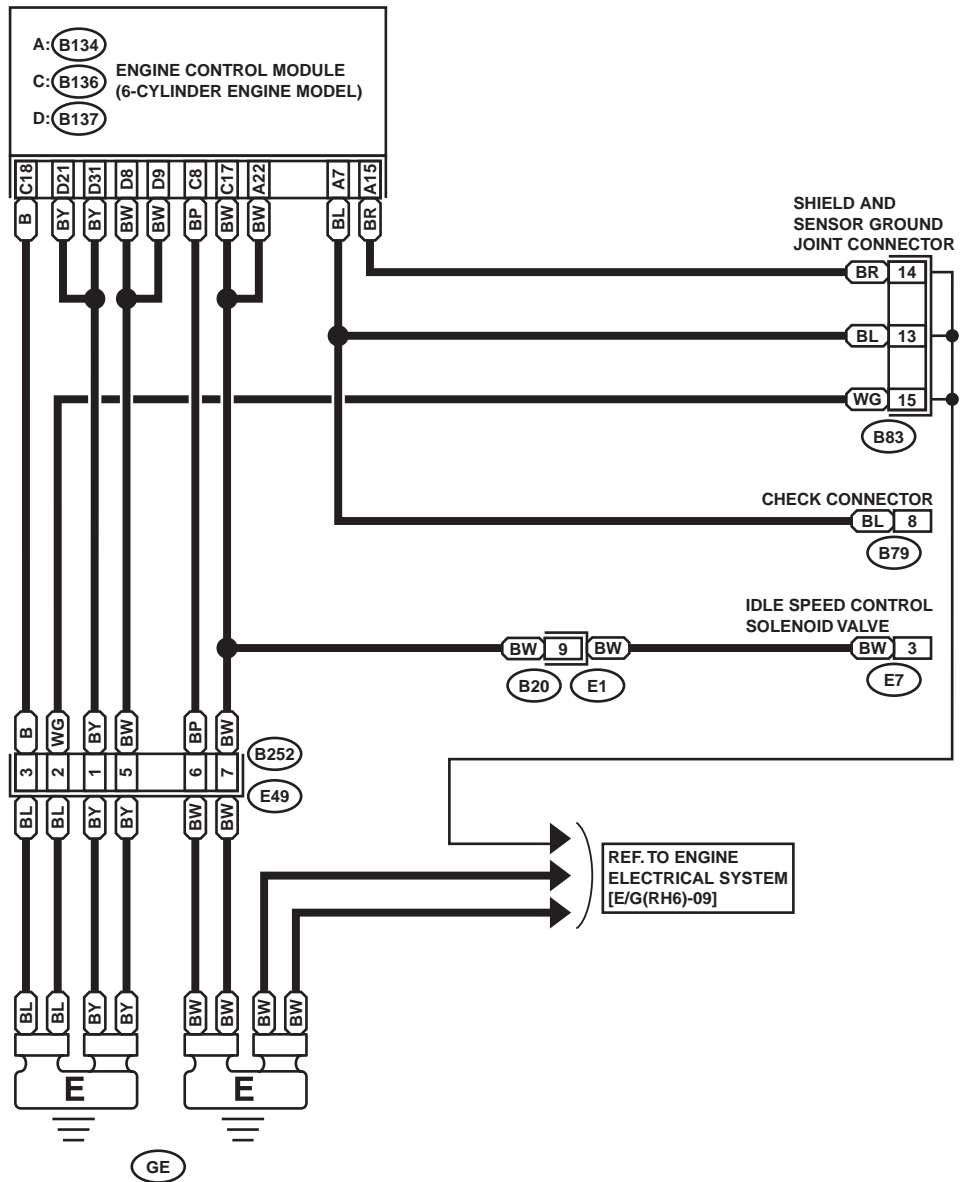 A: B134
C: B136
D: B137
ENGINE CONTROL MODULE
(6-CYLINDER ENGINE MODEL)
C18 D21 D31 D8 D9 C8 C17 A22 A7 A15
B BY BY BW BW BP BW BW BL BR
SHIELD AND
SENSOR GROUND
JOINT CONNECTOR
BR 14
BL 13
WG 15
B83
CHECK CONNECTOR
BL 8
B79
IDLE SPEED CONTROL
SOLENOID VALVE
BW 9 BW
BW 3
B20 E1
E7
B WG BY BW BP BW
B252
3 2 1 5 6 7
E49
BL BL BY BY BW BW
REF. TO ENGINE
ELECTRICAL SYSTEM
[E/G(RH6)-09]
BL BL BY BY BW BW BW BW
E E
GE